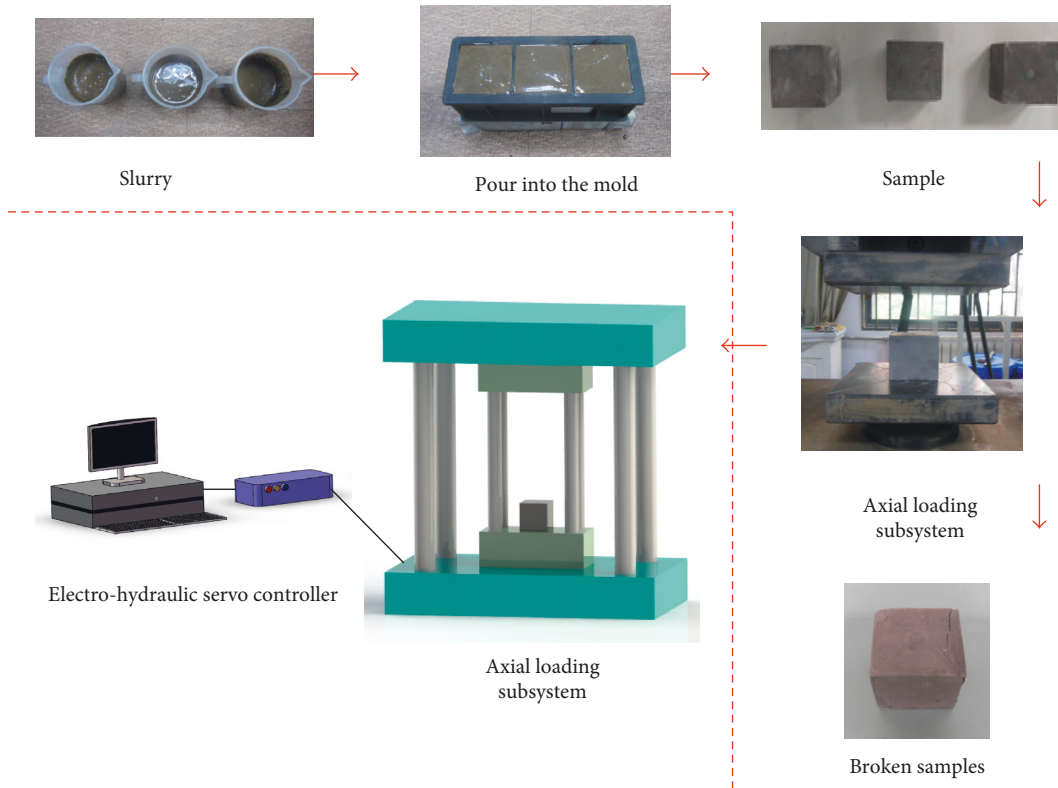 Slurry
Pour into the mold
Sample
Axial loading
subsystem
Electro-hydraulic servo controller
Axial loading
subsystem
Broken samples